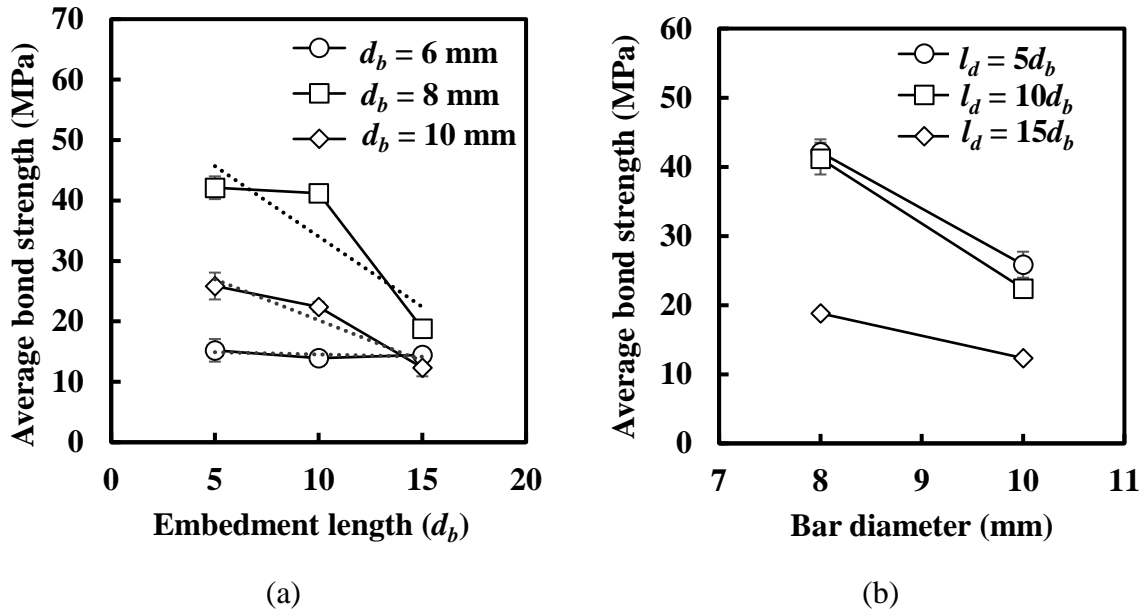 Average bond strength (MPa)
70
60
50
40
30
20
10
0
0 5 10 15 20
Embedment length (d_b)
d_b = 6 mm
d_b = 8 mm
d_b = 10 mm
(a)
Average bond strength (MPa)
60
50
40
30
20
10
0
7 8 9 10 11
Bar diameter (mm)
l_d = 5d_b
l_d = 10d_b
l_d = 15d_b
(b)